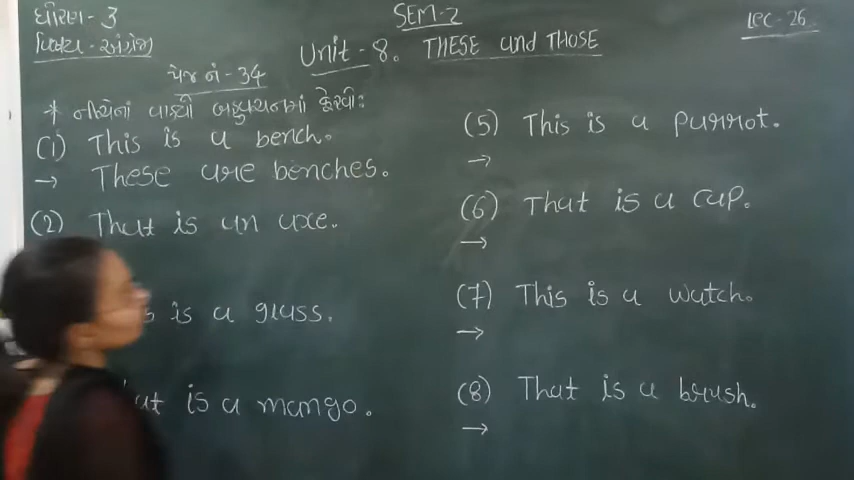 ધોરણ - 3
SEM-2
LEC-26
વિષય - અંગ્રેજી
Unit - 8. THESE and THOSE
પેજ નં - 34
* નીચેનાં વાક્યો બહુવચનમાં ફેરવો:
(1) This is a bench.
→ These are benches.
(2) That is an axe.
s is a glass.
at is a mango.
(5) This is a parrot.
→
(6) That is a cup.
→
(7) This is a watch.
→
(8) That is a brush.
→